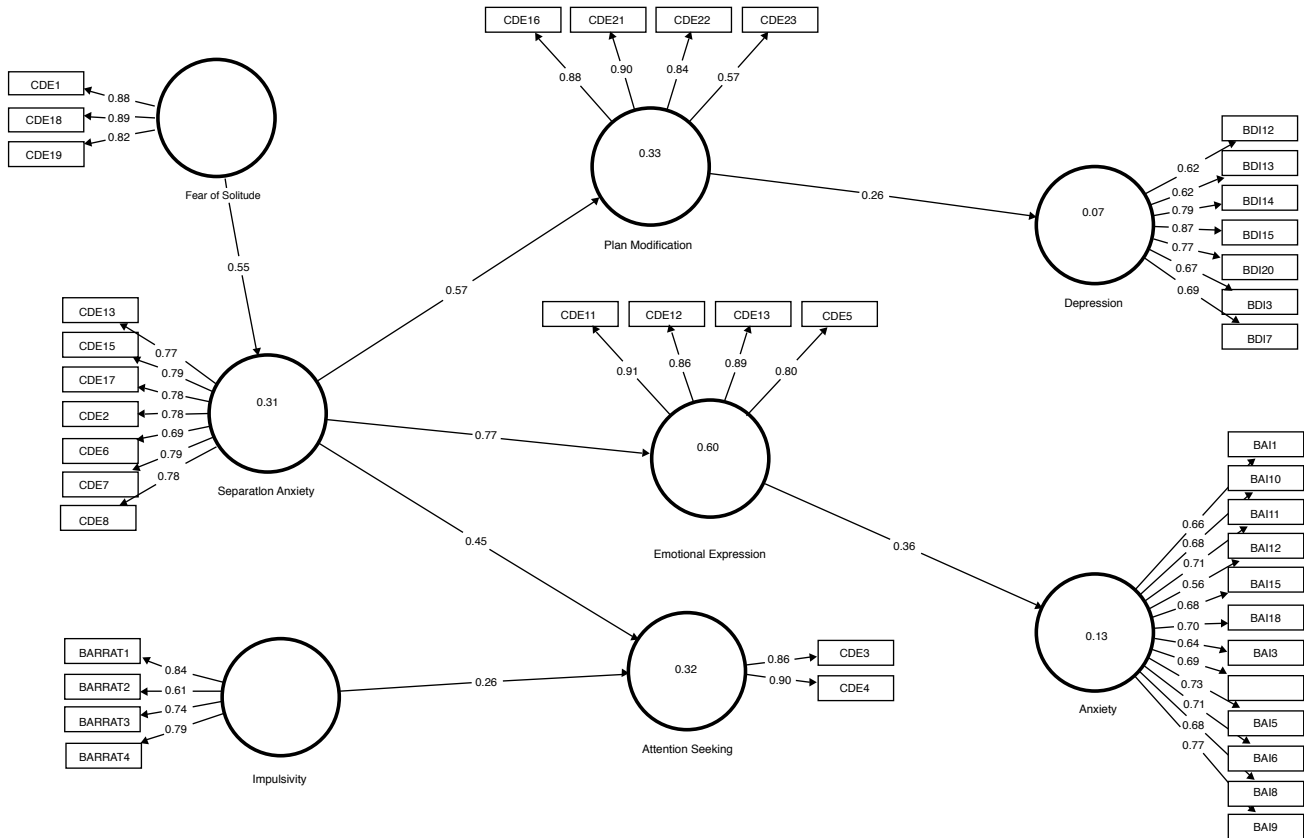 CDE16
CDE21
CDE22
CDE23
0.88
0.90
0.84
0.57
CDE1
CDE18
CDE19
0.88
0.89
0.82
Fear of Solitude
0.55
0.33
Plan Modification
0.26
0.57
BDI12
BDI13
BDI14
BDI15
BDI20
BDI3
BDI7
0.62
0.62
0.79
0.87
0.77
0.67
0.69
0.07
Depression
CDE13
CDE15
CDE17
CDE2
CDE6
CDE7
CDE8
0.77
0.79
0.78
0.78
0.69
0.79
0.78
0.31
Separation Anxiety
0.77
0.45
CDE11
CDE12
CDE13
CDE5
0.91
0.86
0.89
0.80
0.60
Emotional Expression
0.36
BARRAT1
BARRAT2
BARRAT3
BARRAT4
0.84
0.61
0.74
0.79
Impulsivity
0.26
0.32
Attention Seeking
0.86
0.90
CDE3
CDE4
0.13
Anxiety
0.66
0.68
0.71
0.56
0.68
0.70
0.64
0.69
0.73
0.71
0.68
0.77
BAI1
BAI10
BAI11
BAI12
BAI15
BAI18
BAI3
BAI5
BAI6
BAI8
BAI9